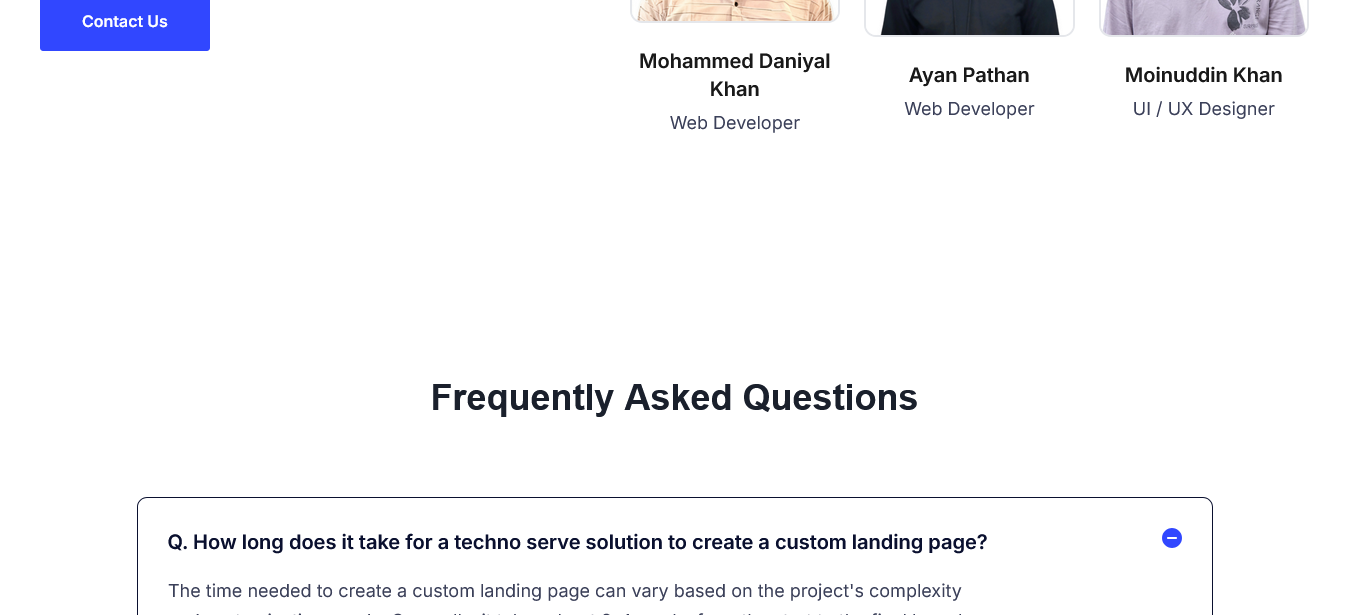 Contact Us
Mohammed Daniyal
Khan
Web Developer
Ayan Pathan
Web Developer
Moinuddin Khan
UI / UX Designer
Frequently Asked Questions
Q. How long does it take for a techno serve solution to create a custom landing page?
The time needed to create a custom landing page can vary based on the project's complexity